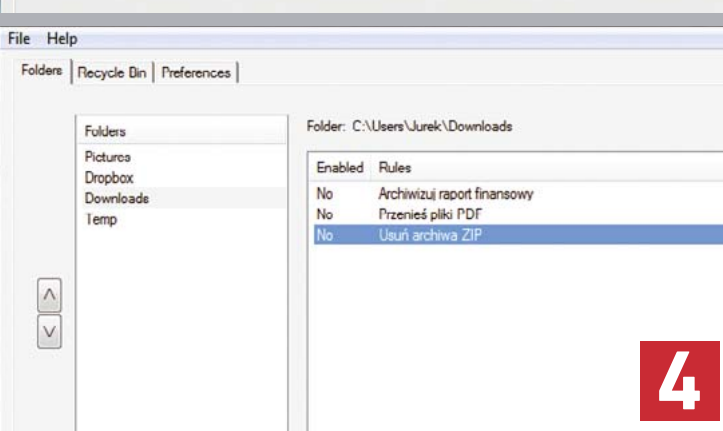 File Help
Folders Recycle Bin Preferences
Folders
Pictures
Dropbox
Downloads
Temp
Folder: C:\Users\Jurek\Downloads
Enabled Rules
No Archiwizuj raport finansowy
No Przenieś pliki PDF
No Usuń archiwa ZIP
4